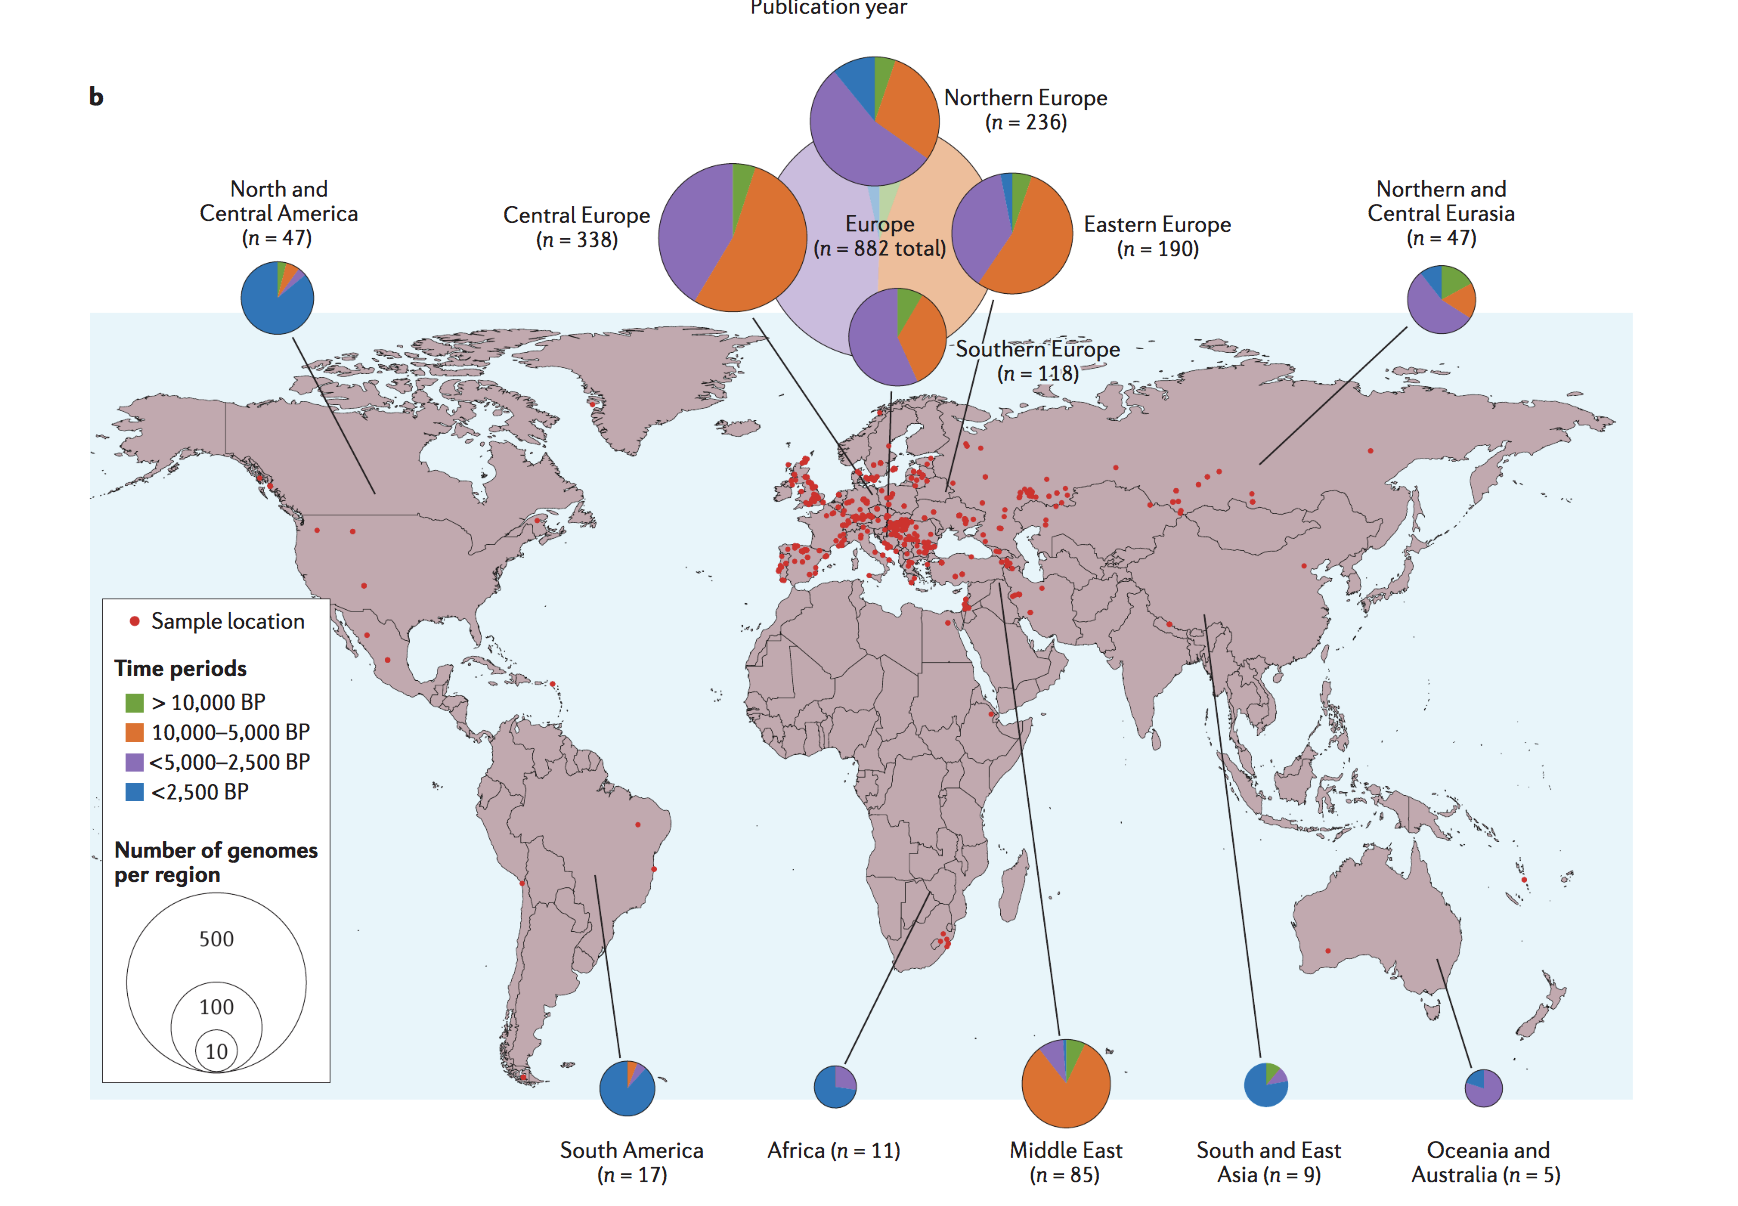 Publication year
b
Northern Europe
(n = 236)
North and
Central America
(n = 47)
Central Europe
(n = 338)
Europe
(n = 882 total)
Eastern Europe
(n = 190)
Northern and
Central Eurasia
(n = 47)
Southern Europe
(n = 118)
Sample location
Time periods
> 10,000 BP
10,000–5,000 BP
<5,000–2,500 BP
<2,500 BP
Number of genomes
per region
500
100
10
South America
(n = 17)
Africa (n = 11)
Middle East
(n = 85)
South and East
Asia (n = 9)
Oceania and
Australia (n = 5)